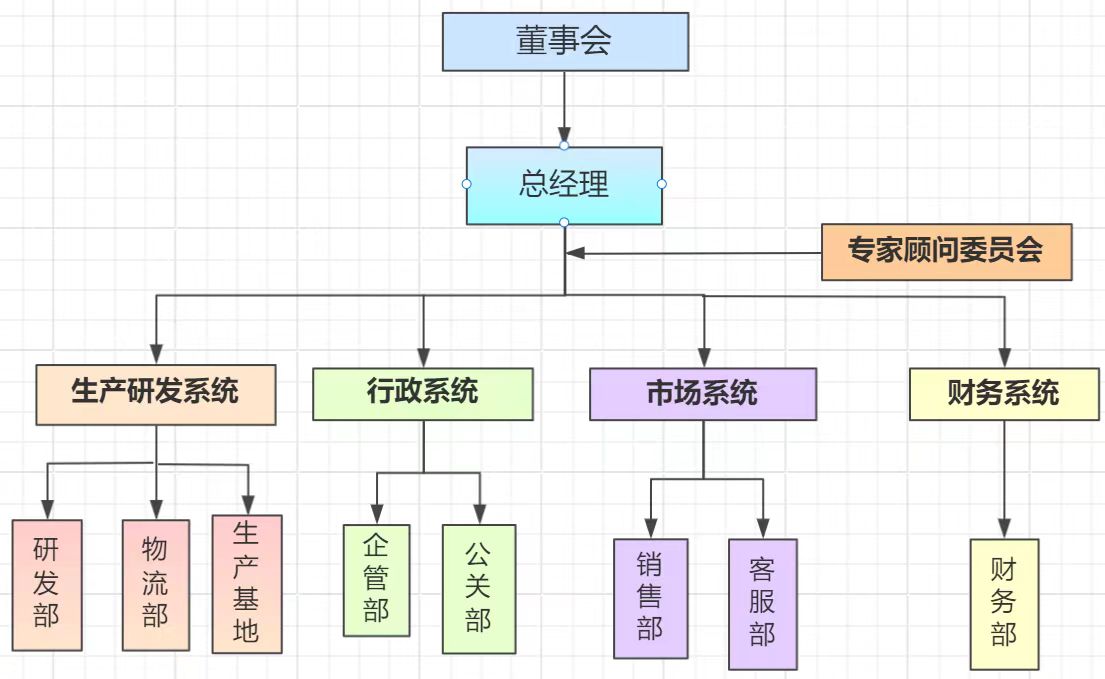 董事会
总经理
专家顾问委员会
生产研发系统
行政系统
市场系统
财务系统
研发部
物流部
生产基地
企管部
公关部
销售部
客服部
财务部